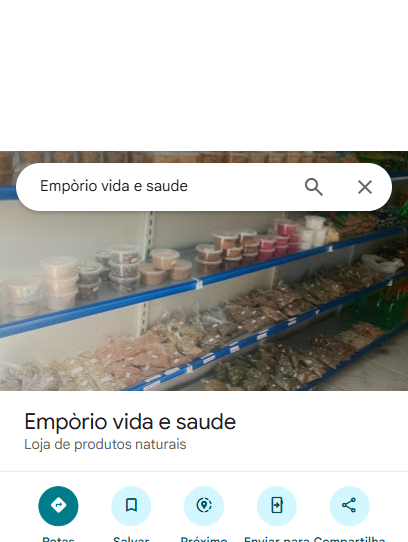 Empòrio vida e saude
Empòrio vida e saude
Loja de produtos naturais
Rotas
Salvar
Próximo
Enviar para
Compartilha